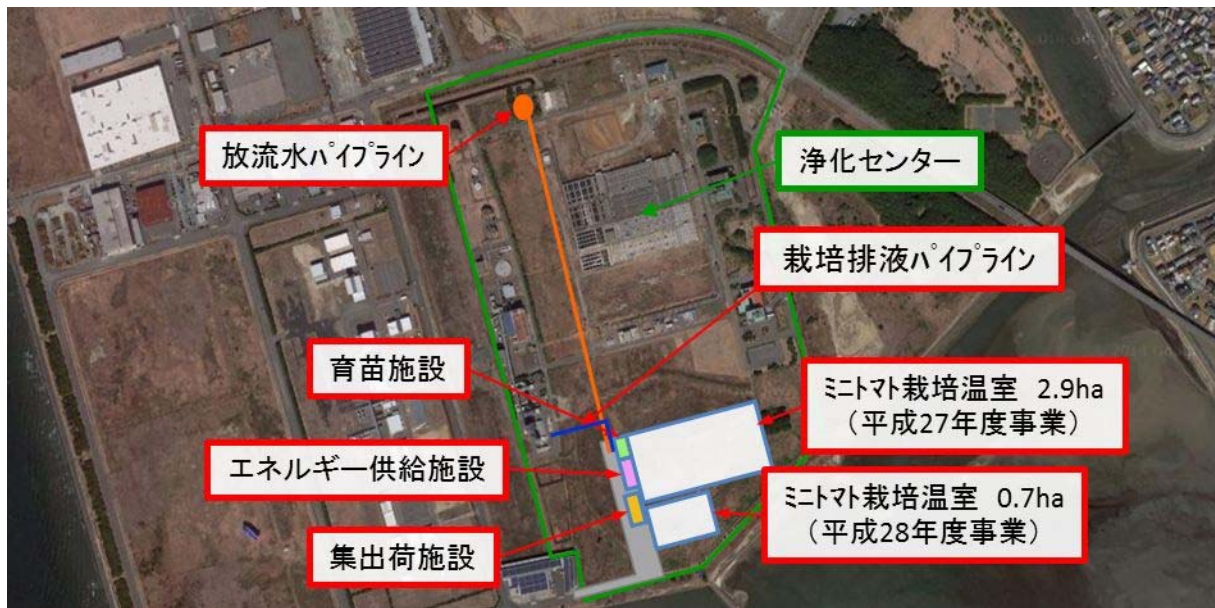 放流水ﾊﾟｲﾌﾟﾗｲﾝ
浄化センター
栽培排液ﾊﾟｲﾌﾟﾗｲﾝ
育苗施設
ﾐﾆﾄﾏﾄ栽培温室 2.9ha
（平成27年度事業）
エネルギー供給施設
ﾐﾆﾄﾏﾄ栽培温室 0.7ha
（平成28年度事業）
集出荷施設